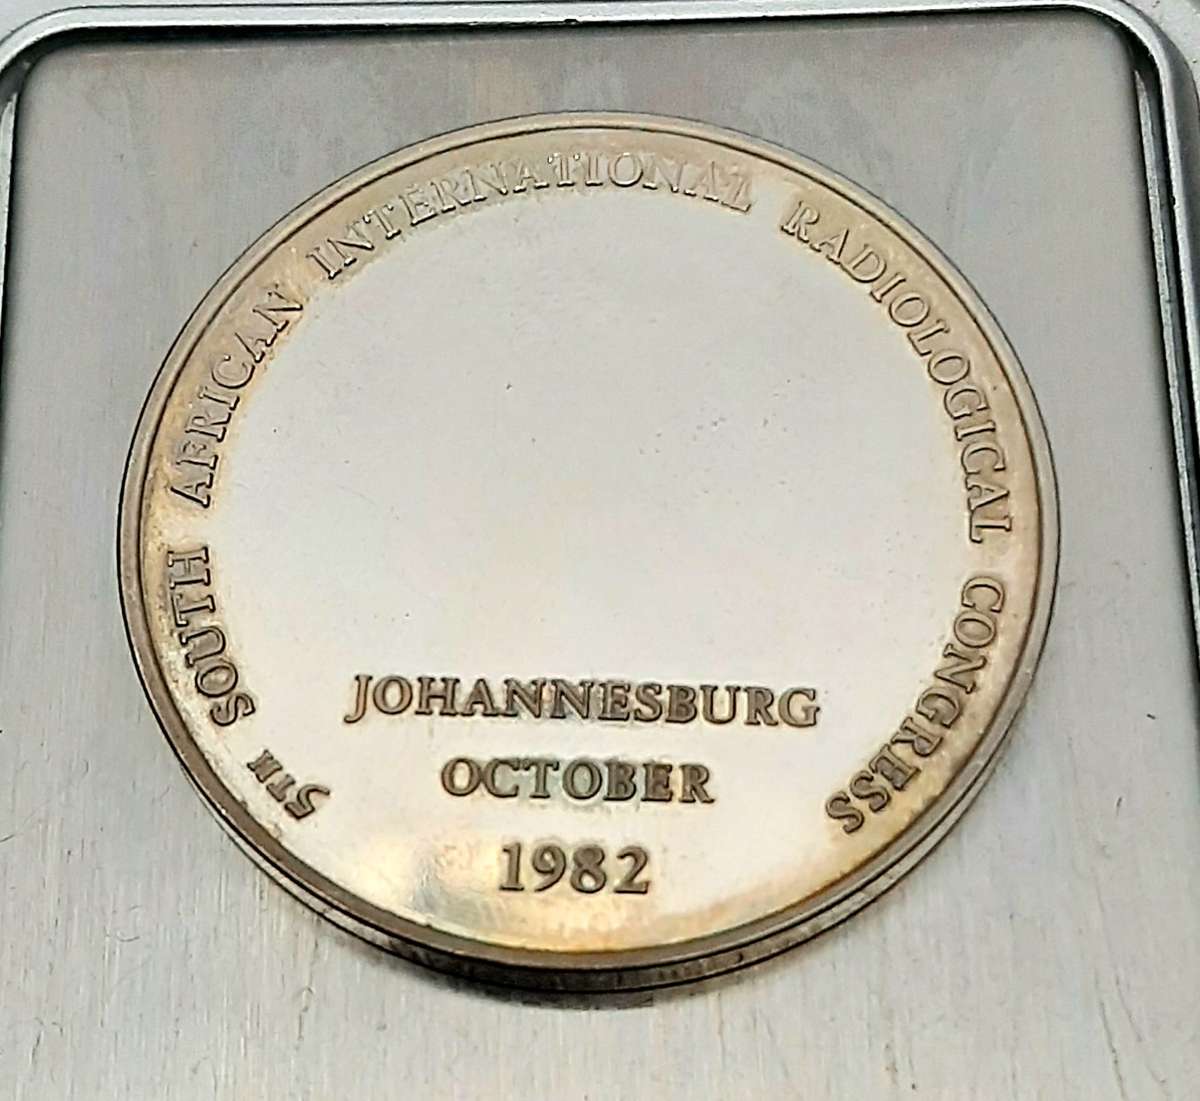 5TH SOUTH AFRICAN INTERNATIONAL RADIOLOGICAL CONGRESS
JOHANNESBURG
OCTOBER
1982